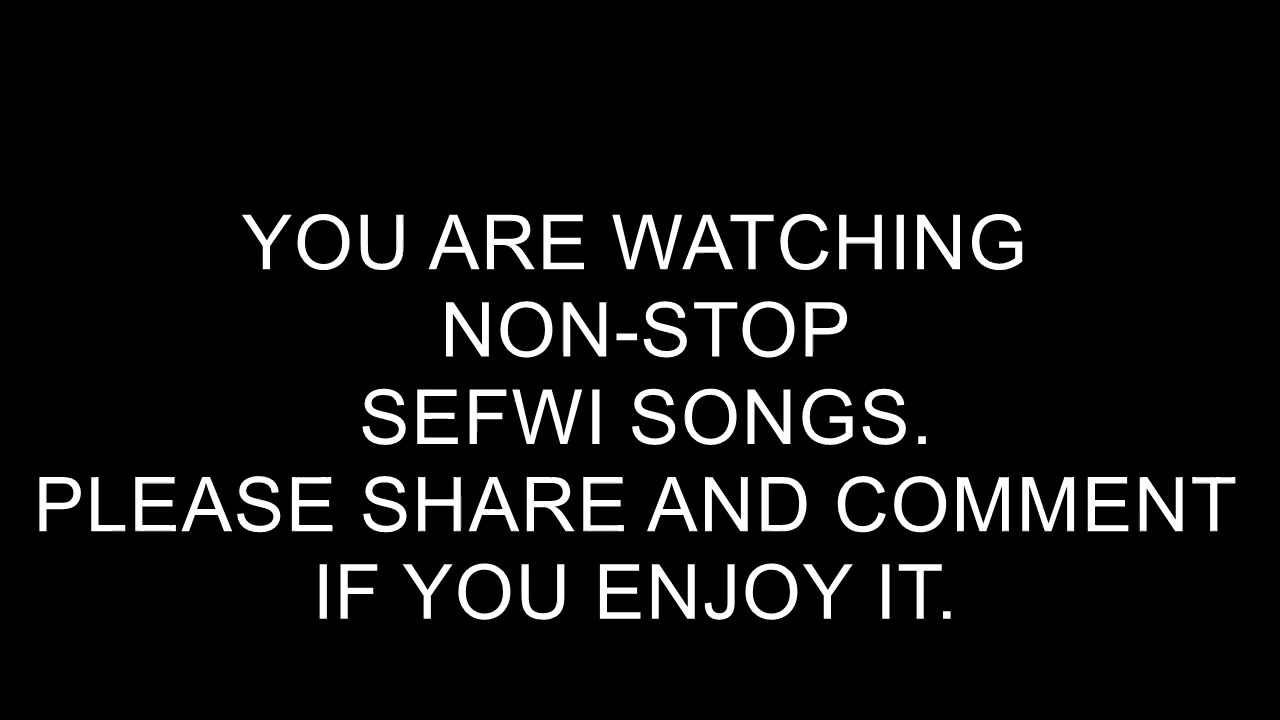 YOU ARE WATCHING
NON-STOP
SEFWI SONGS.
PLEASE SHARE AND COMMENT
IF YOU ENJOY IT.